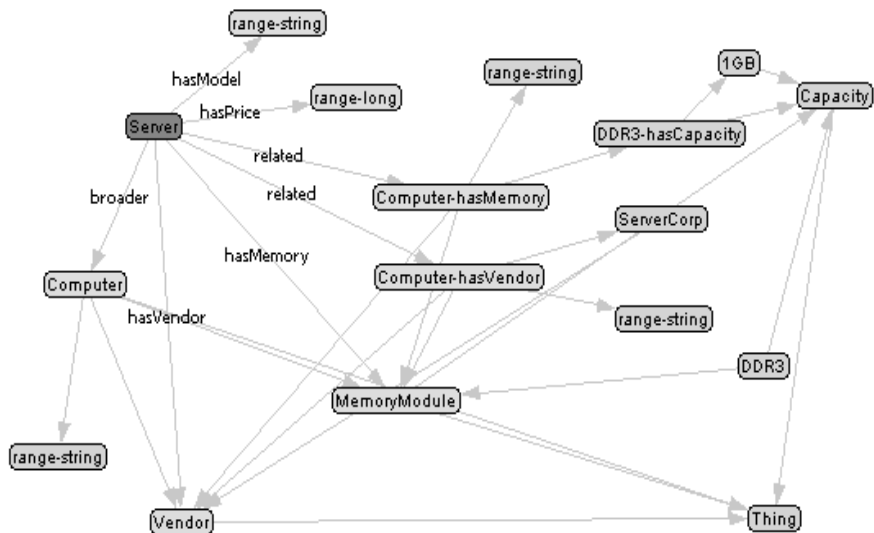 range-string
hasModel
range-string
1GB
hasPrice
range-long
Capacity
Server
DDR3-hasCapacity
related
broader
related
Computer-hasMemory
ServerCorp
hasMemory
Computer
Computer-hasVendor
hasVendor
range-string
DDR3
MemoryModule
range-string
Vendor
Thing